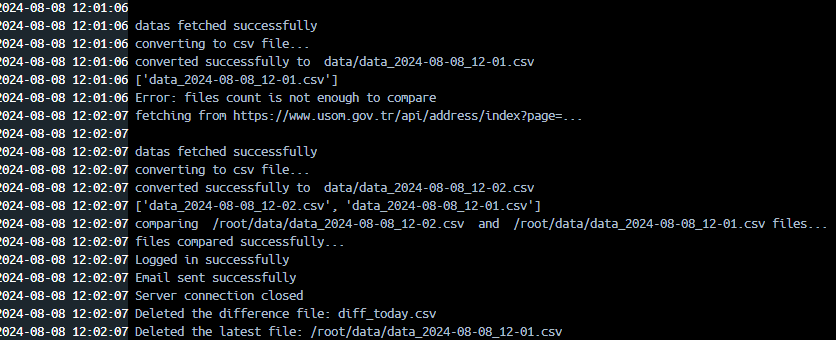 2024-08-08 12:01:06
2024-08-08 12:01:06 datas fetched successfully
2024-08-08 12:01:06 converting to csv file...
2024-08-08 12:01:06 converted successfully to  data/data_2024-08-08_12-01.csv
2024-08-08 12:01:06 ['data_2024-08-08_12-01.csv']
2024-08-08 12:01:06 Error: files count is not enough to compare
2024-08-08 12:02:07 fetching from https://www.usom.gov.tr/api/address/index?page=...
2024-08-08 12:02:07
2024-08-08 12:02:07 datas fetched successfully
2024-08-08 12:02:07 converting to csv file...
2024-08-08 12:02:07 converted successfully to  data/data_2024-08-08_12-02.csv
2024-08-08 12:02:07 ['data_2024-08-08_12-02.csv', 'data_2024-08-08_12-01.csv']
2024-08-08 12:02:07 comparing  /root/data/data_2024-08-08_12-02.csv  and  /root/data/data_2024-08-08_12-01.csv files...
2024-08-08 12:02:07 files compared successfully...
2024-08-08 12:02:07 Logged in successfully
2024-08-08 12:02:07 Email sent successfully
2024-08-08 12:02:07 Server connection closed
2024-08-08 12:02:07 Deleted the difference file: diff_today.csv
2024-08-08 12:02:07 Deleted the latest file: /root/data/data_2024-08-08_12-01.csv